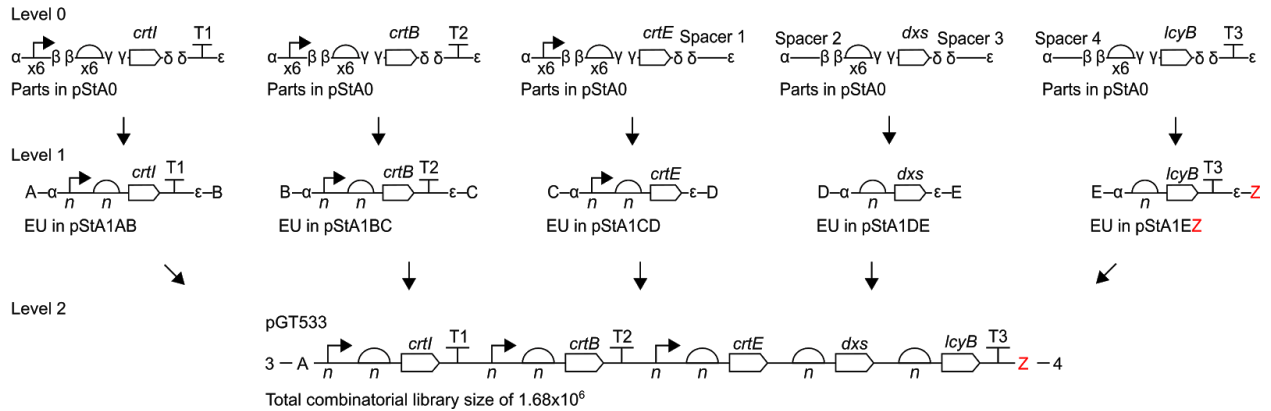 Level 0
crtI T1
α β β γ γ δ δ ε
x6 x6
Parts in pStA0
crtB T2
α β β γ γ δ δ ε
x6 x6
Parts in pStA0
crtE Spacer 1
α β β γ γ δ δ ε
x6 x6
Parts in pStA0
Spacer 2 dxs Spacer 3
α β β γ γ δ δ ε
x6
Parts in pStA0
Spacer 4 lcyB T3
α β β γ γ δ δ ε
x6
Parts in pStA0
Level 1
crtI T1
A α ε B
n n
EU in pStA1AB
crtB T2
B α ε C
n n
EU in pStA1BC
crtE
C α ε D
n n
EU in pStA1CD
dxs
D α ε E
n
EU in pStA1DE
lcyB T3
E α ε Z
n
EU in pStA1EZ
Level 2
pGT533
crtI T1 crtB T2 crtE dxs lcyB T3
3 A Z 4
n n n n n n n n
Total combinatorial library size of 1.68x10⁶